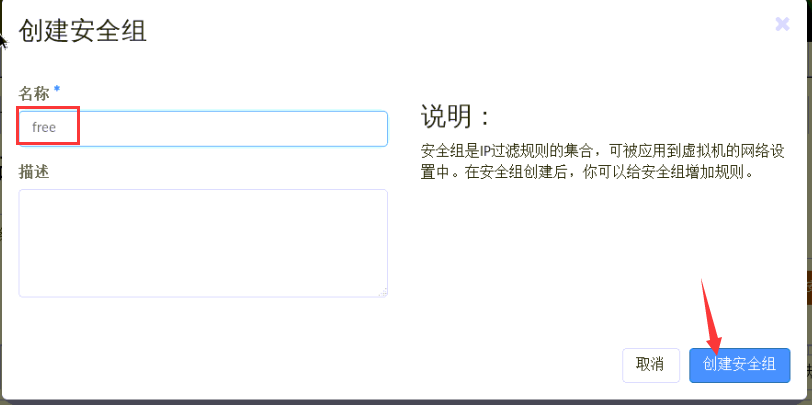 创建安全组
名称 *
free
描述
说明：
安全组是IP过滤规则的集合，可被应用到虚拟机的网络设
置中。在安全组创建后，你可以给安全组增加规则。
取消
创建安全组